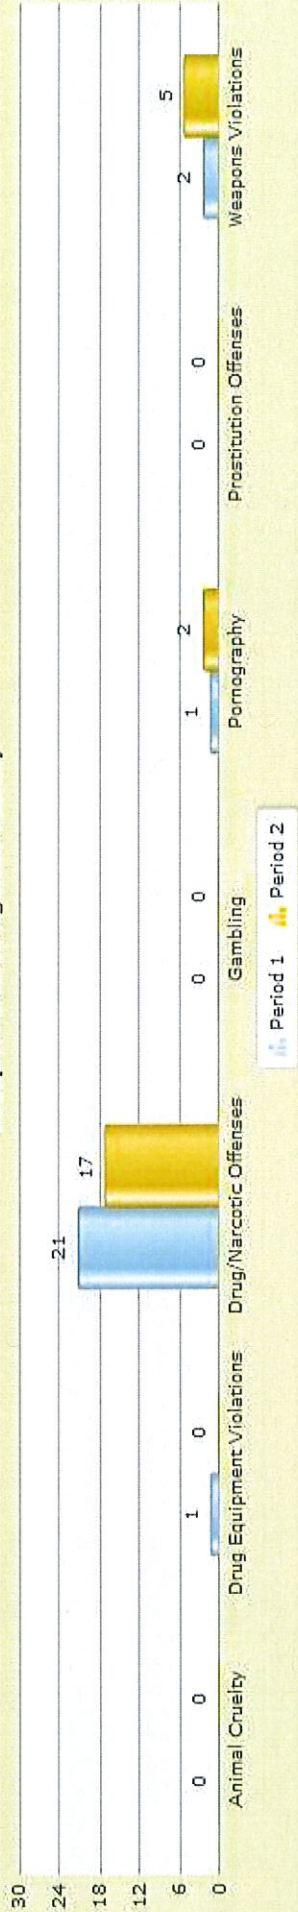 30
24
18
12
6
0
0 0
1 0
21 17
0 0
1 2
0 0
2 5
Animal Cruelty
Drug Equipment Violations
Drug/Narcotic Offenses
Gambling
Pornography
Prostitution Offenses
Weapons Violations
Period 1 Period 2